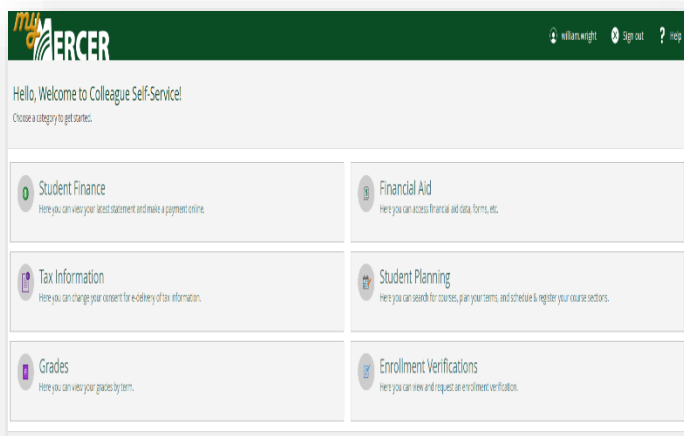 my
MERCER
william.wright Sign out ? Help
Hello, Welcome to Colleague Self-Service!
Choose a category to get started.
Student Finance
Here you can view your latest statement and make a payment online.
Financial Aid
Here you can access financial aid data, forms, etc.
Tax Information
Here you can change your consent for e-delivery of tax information.
Student Planning
Here you can search for courses, plan your terms, and schedule & register your course sections.
Grades
Here you can view your grades by term.
Enrollment Verifications
Here you can view and request an enrollment verification.